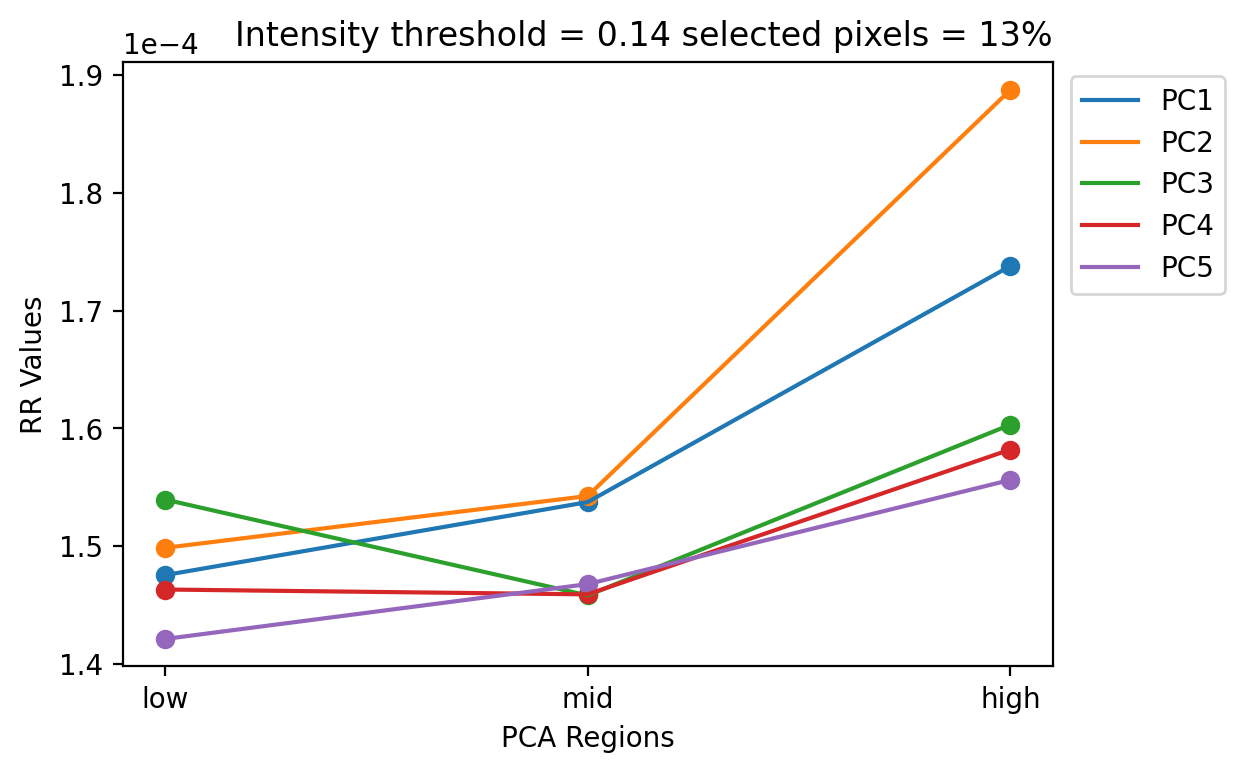 Intensity threshold = 0.14 selected pixels = 13%
1e−4
1.9
1.8
1.7
1.6
1.5
1.4
RR Values
low
mid
high
PCA Regions
PC1
PC2
PC3
PC4
PC5